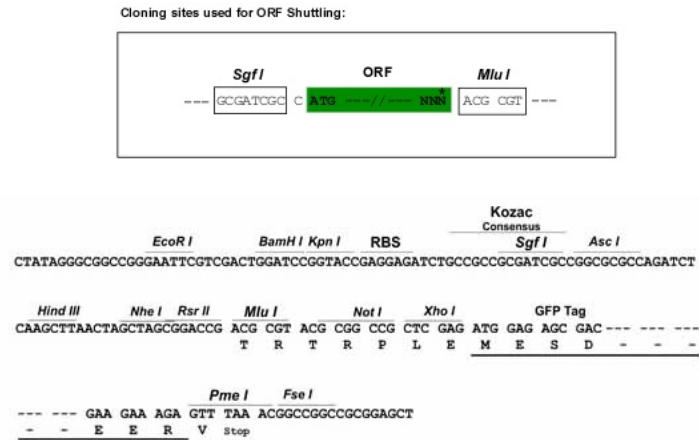 Cloning sites used for ORF Shuttling:
Sgf I ORF Mlu I
--- GCGATCGC C ATG ---//--- NNN* ACG CGT ---
Kozac
Consensus
EcoR I BamH I Kpn I RBS Sgf I Asc I
CTATAGGGCGGCCGGGAATTCGTCGACTGGATCCGGTACCGAGGAGATCTGCCGCCGCGATCGCCGGCGCGCCAGATCT
Hind III Nhe I Rsr II Mlu I Not I Xho I GFP Tag
CAAGCTTAACTAGCTAGCGGACCG ACG CGT ACG CGG CCG CTC GAG ATG GAG AGC GAC --- --- ---
T R T R P L E M E S D - - -
Pme I Fse I
--- --- GAA GAA AGA GTT TAA ACGGCCGGCCGCGGAGCT
- - E E R V Stop